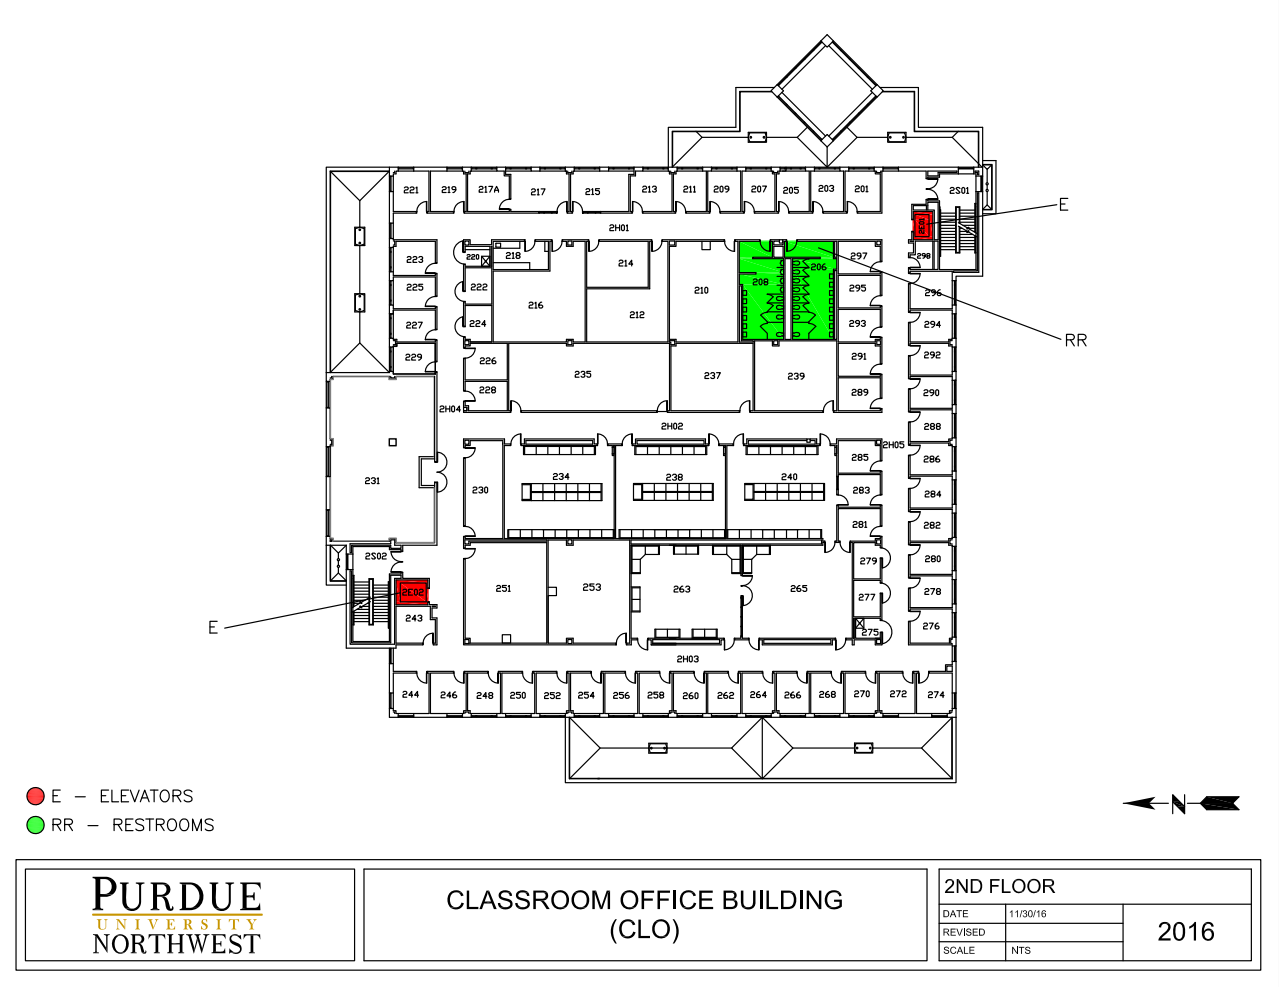 221 219 217A 217 215 213 211 209 207 205 203 201 2S01
E
2H01
2E01
223 220 218 214 208 206 297 298
225 222 216 210 295 296
227 224 212 293 294
RR
229 226 291 292
228 235 237 239 289 290
2H04 2H02 288
2H05
285 286
231 230 234 238 240 283 284
281 282
2S02 279 280
2E02 251 253 263 265 277 278
E
243 275 276
2H03
244 246 248 250 252 254 256 258 260 262 264 266 268 270 272 274
E – ELEVATORS
RR – RESTROOMS
N
PURDUE
UNIVERSITY
NORTHWEST
CLASSROOM OFFICE BUILDING
(CLO)
2ND FLOOR
DATE 11/30/16
REVISED
SCALE NTS
2016